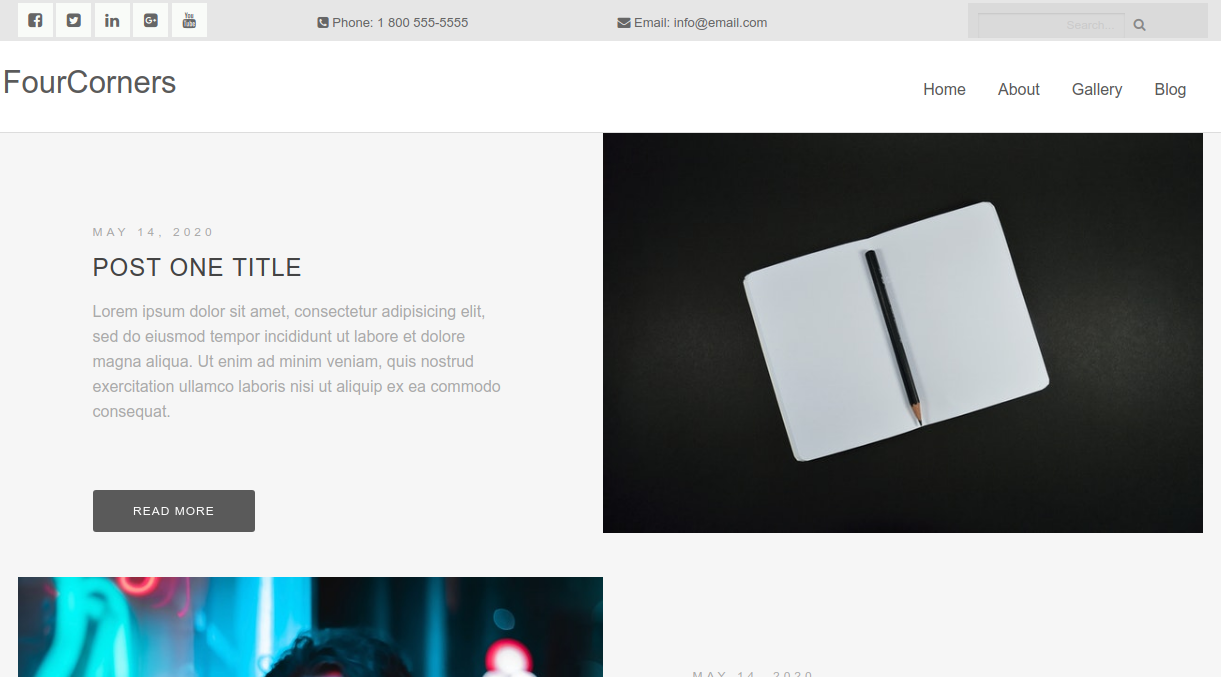 You
Tube
Phone: 1 800 555-5555
Email: info@email.com
Search...
FourCorners
Home
About
Gallery
Blog
MAY 14, 2020
POST ONE TITLE
Lorem ipsum dolor sit amet, consectetur adipisicing elit,
sed do eiusmod tempor incididunt ut labore et dolore
magna aliqua. Ut enim ad minim veniam, quis nostrud
exercitation ullamco laboris nisi ut aliquip ex ea commodo
consequat.
READ MORE
MAY 14, 2020